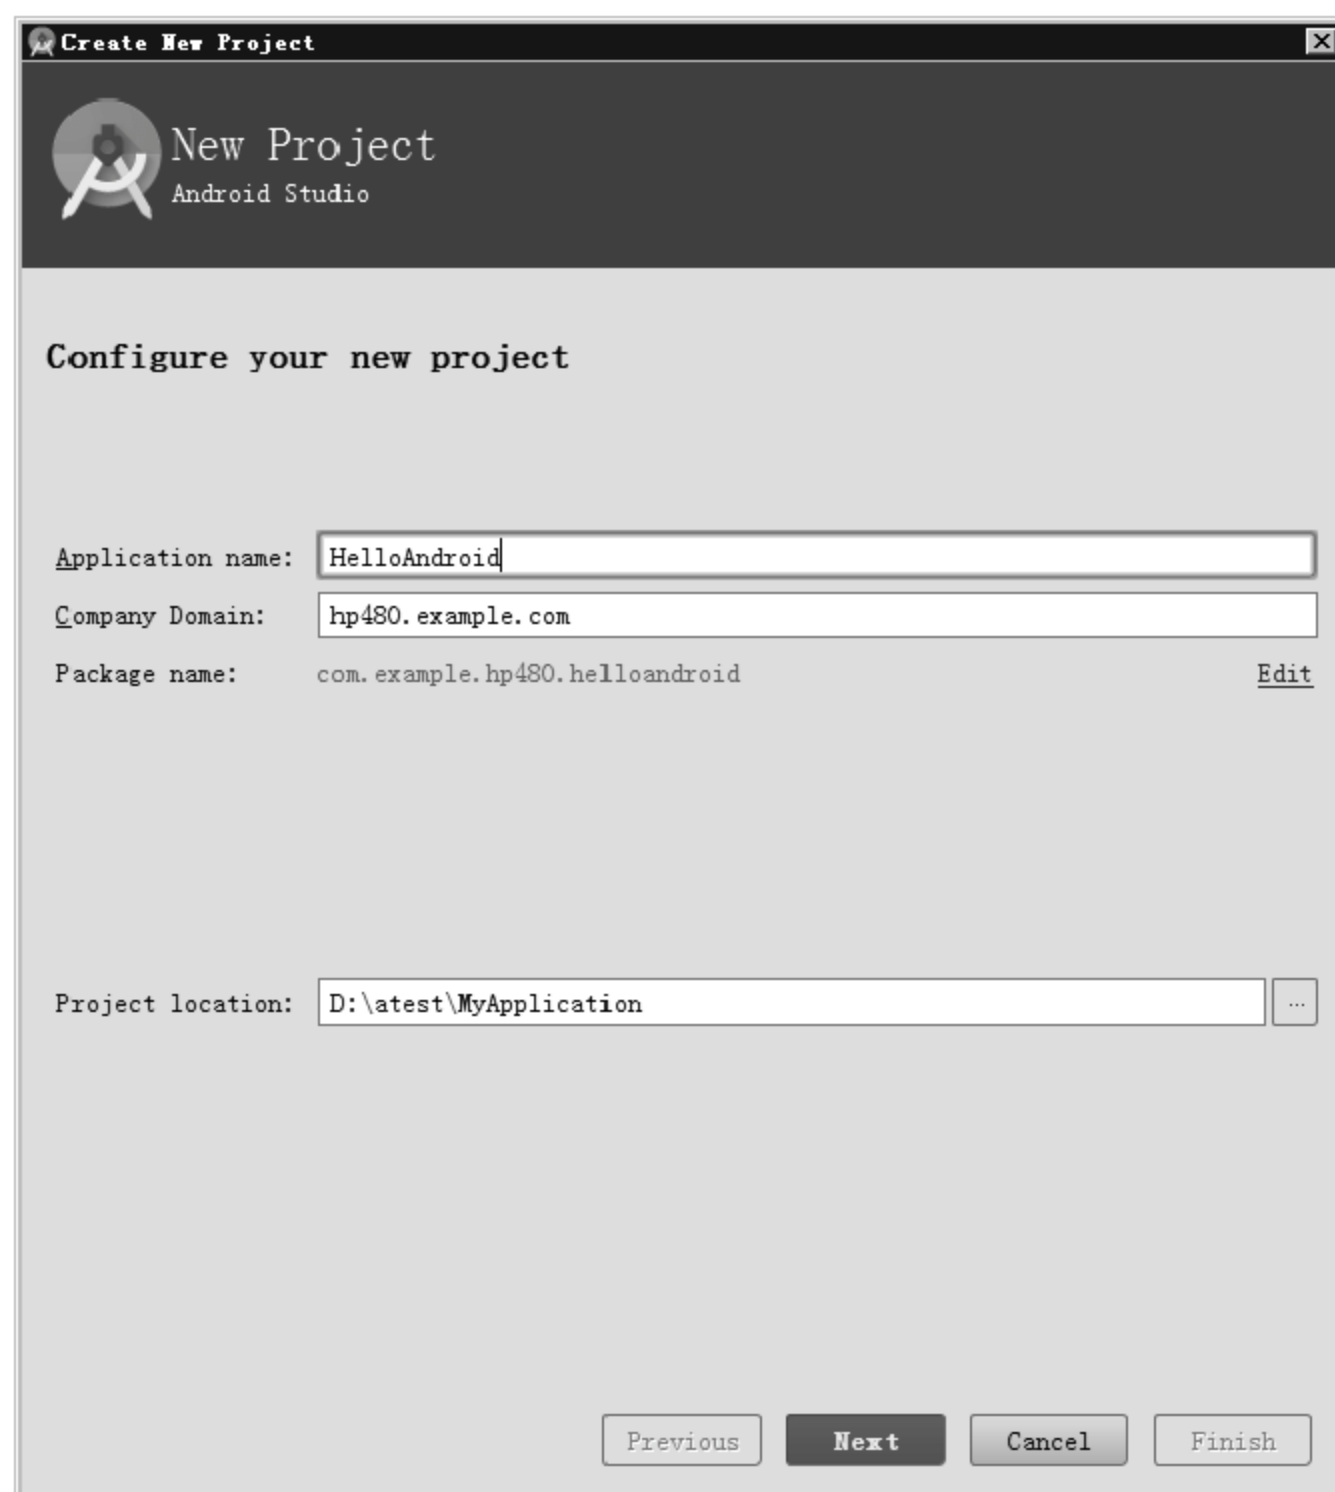 Create New Project
New Project
Android Studio
Configure your new project
Application name: HelloAndroid
Company Domain: hp480.example.com
Package name: com.example.hp480.helloandroid Edit
Project location: D:\atest\MyApplication ...
Previous Next Cancel Finish